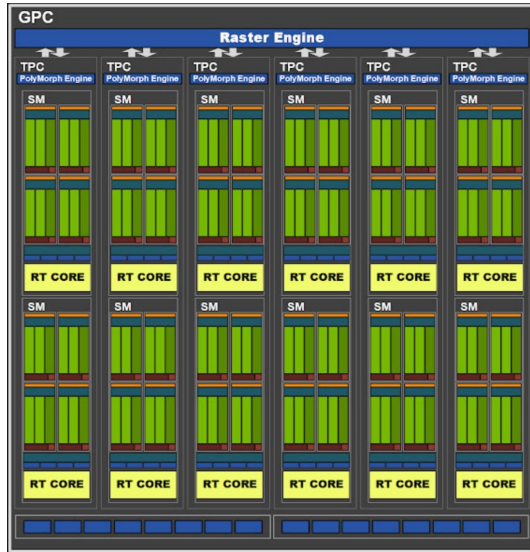 GPC
Raster Engine
TPC TPC TPC TPC TPC TPC
PolyMorph Engine PolyMorph Engine PolyMorph Engine PolyMorph Engine PolyMorph Engine PolyMorph Engine
SM SM SM SM SM SM
RT CORE RT CORE RT CORE RT CORE RT CORE RT CORE
SM SM SM SM SM SM
RT CORE RT CORE RT CORE RT CORE RT CORE RT CORE